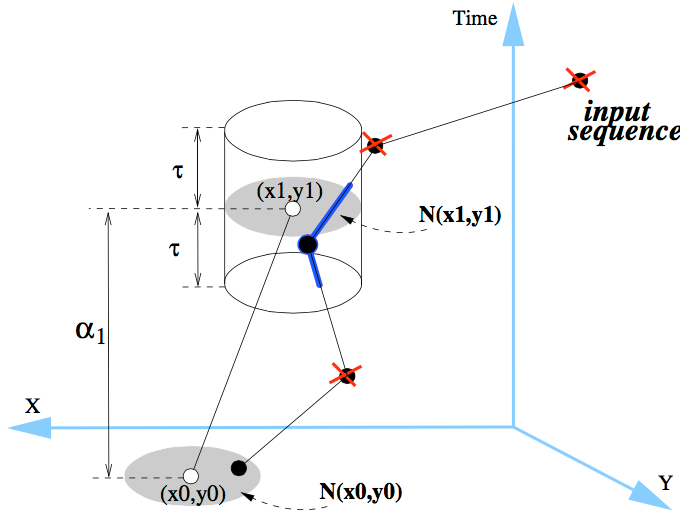 Time
input
sequence
τ
(x1,y1)
N(x1,y1)
τ
α1
X
Y
(x0,y0)
N(x0,y0)